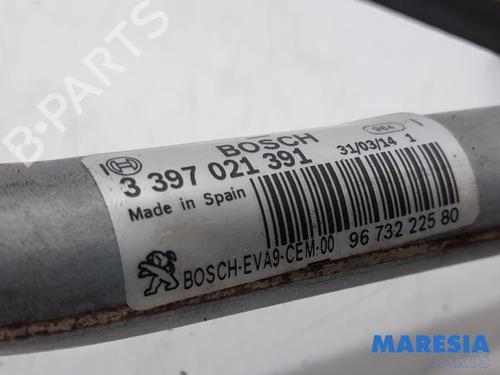 BOSCH
984
3 397 021 391
31/03/14 1
Made in Spain
BOSCH-EVA9-CEM-00
96 732 225 80
B-PARTS
MARESIA
PARTS